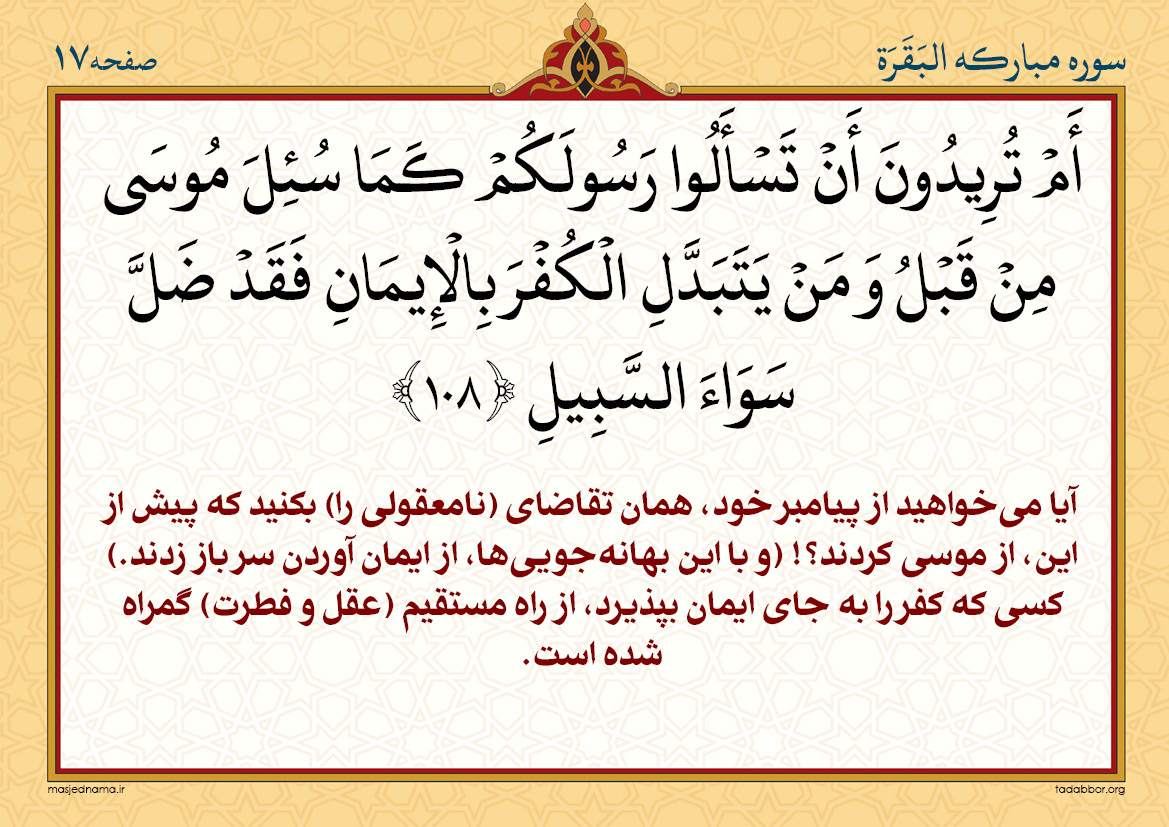 سوره مبارکه البَقَرَة
صفحه۱۷
أَمْ تُرِيدُونَ أَنْ تَسْأَلُوا رَسُولَكُمْ كَمَا سُئِلَ مُوسَى
مِنْ قَبْلُ وَ مَنْ يَتَبَدَّلِ الْكُفْرَ بِالْإِيمَانِ فَقَدْ ضَلَّ
سَوَاءَ السَّبِيلِ ﴿۱۰۸﴾
آیا می‌خواهید از پیامبر خود، همان تقاضای (نامعقولی را) بکنید که پیش از
این، از موسی کردند؟! (و با این بهانه‌جویی‌ها، از ایمان آوردن سر باز زدند.)
کسی که کفر را به جای ایمان بپذیرد، از راه مستقیم (عقل و فطرت) گمراه
شده است.
masjednama.ir
tadabbor.org